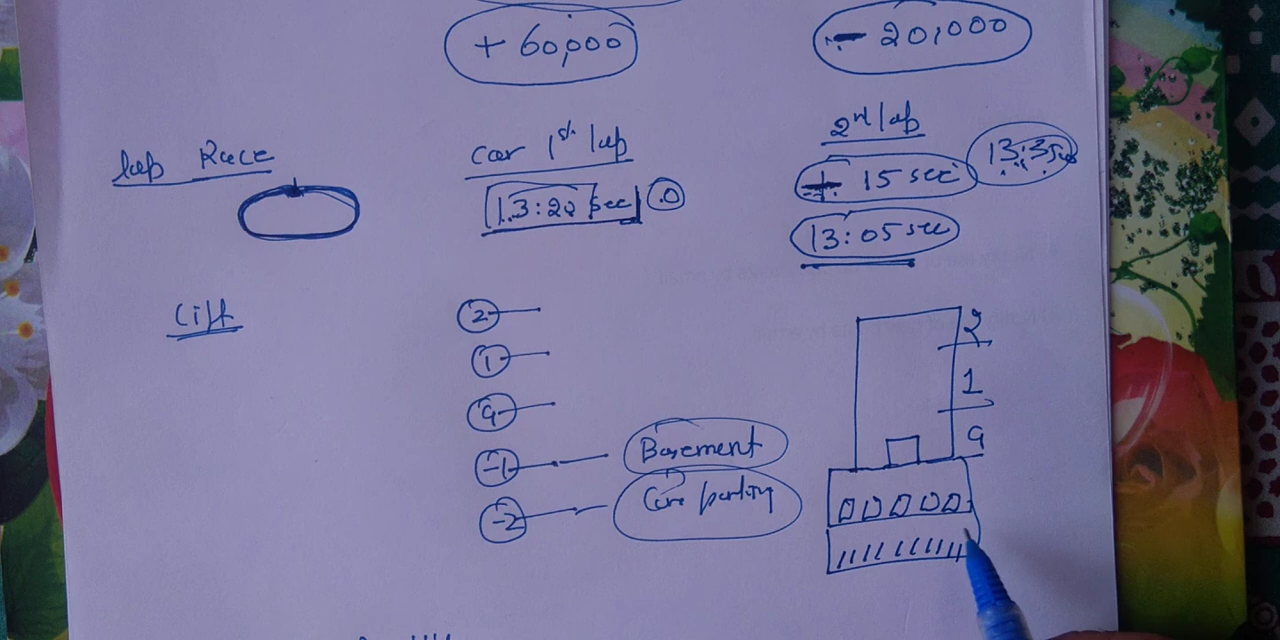 + 60,000
- 20,000
lap Race
car 1st lap
13:20 sec
.0
2nd lap
+ 15 sec
13:35 sec
13:05 sec
Lift
2
1
G
-1 Basement
-2 Car parking
2
1
G